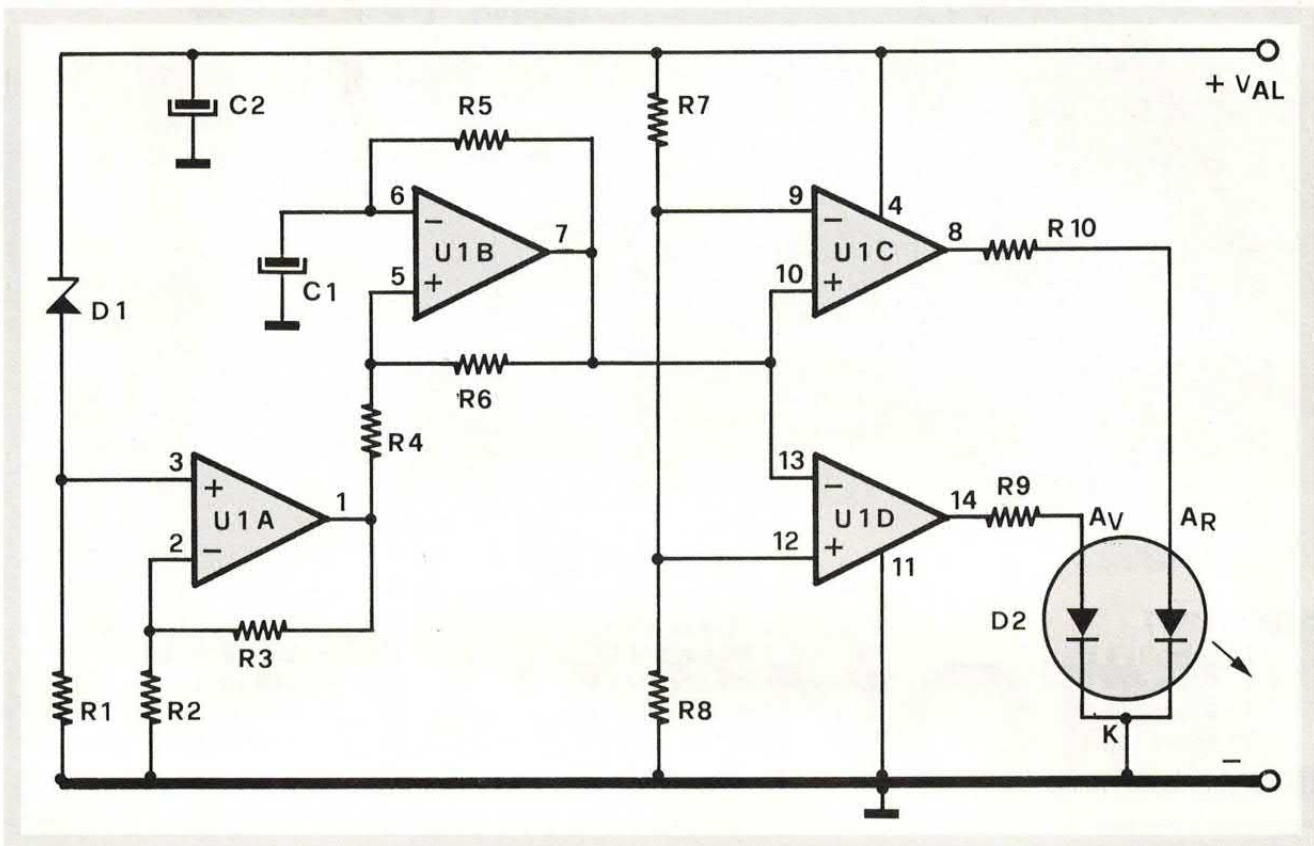 C2
R5
R7
+ VAL
6
−
U1B
7
5
+
C1
9
−
4
U1C
8
R10
10
+
D1
R6
R4
3
+
U1A
1
2
−
13
−
U1D
14
R9
AV
AR
12
+
11
D2
R3
R1
R2
R8
K
−